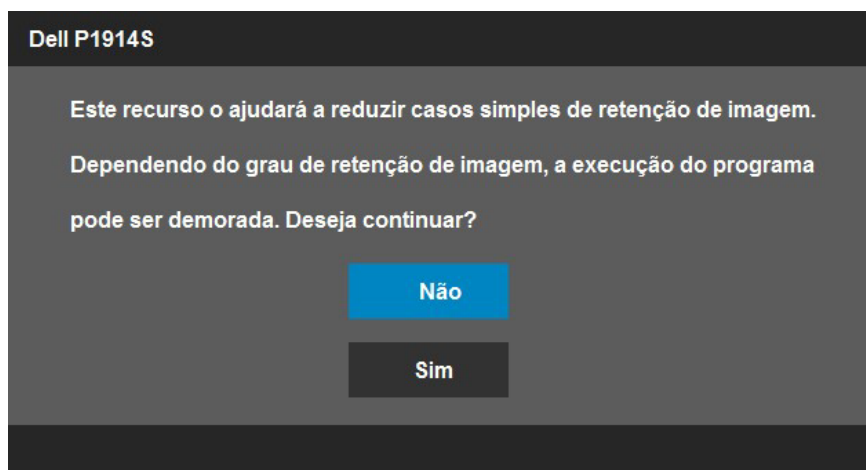 Dell P1914S
Este recurso o ajudará a reduzir casos simples de retenção de imagem.
Dependendo do grau de retenção de imagem, a execução do programa
pode ser demorada. Deseja continuar?
Não
Sim